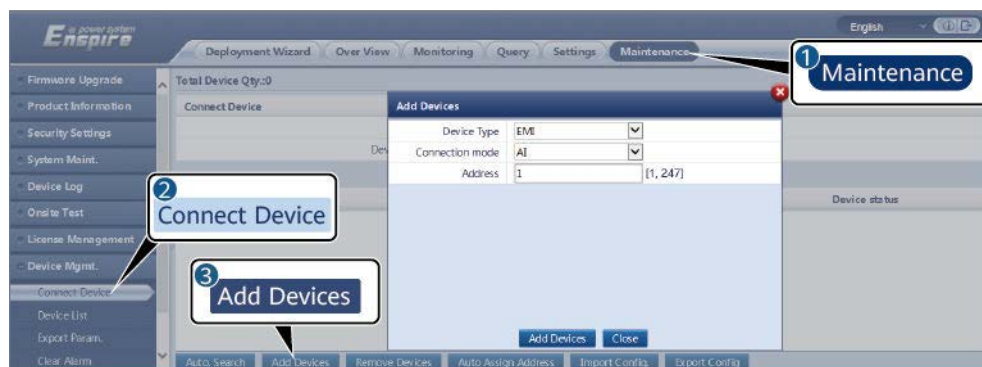 power system
Enspire
English
Deployment Wizard Over View Monitoring Query Settings Maintenance
1
Maintenance
Firmware Upgrade
Product Information
Security Settings
System Maint.
Device Log
Onsite Test
License Management
Device Mgmt.
Connect Device
Device List
Export Param.
Clear Alarm
Total Device Qty.:0
Connect Device
Add Devices
Device Type EMI
Connection mode AI
Address 1 [1, 247]
Device status
2
Connect Device
3
Add Devices
Add Devices Close
Auto. Search Add Devices Remove Devices Auto Assign Address Import Config. Export Config.